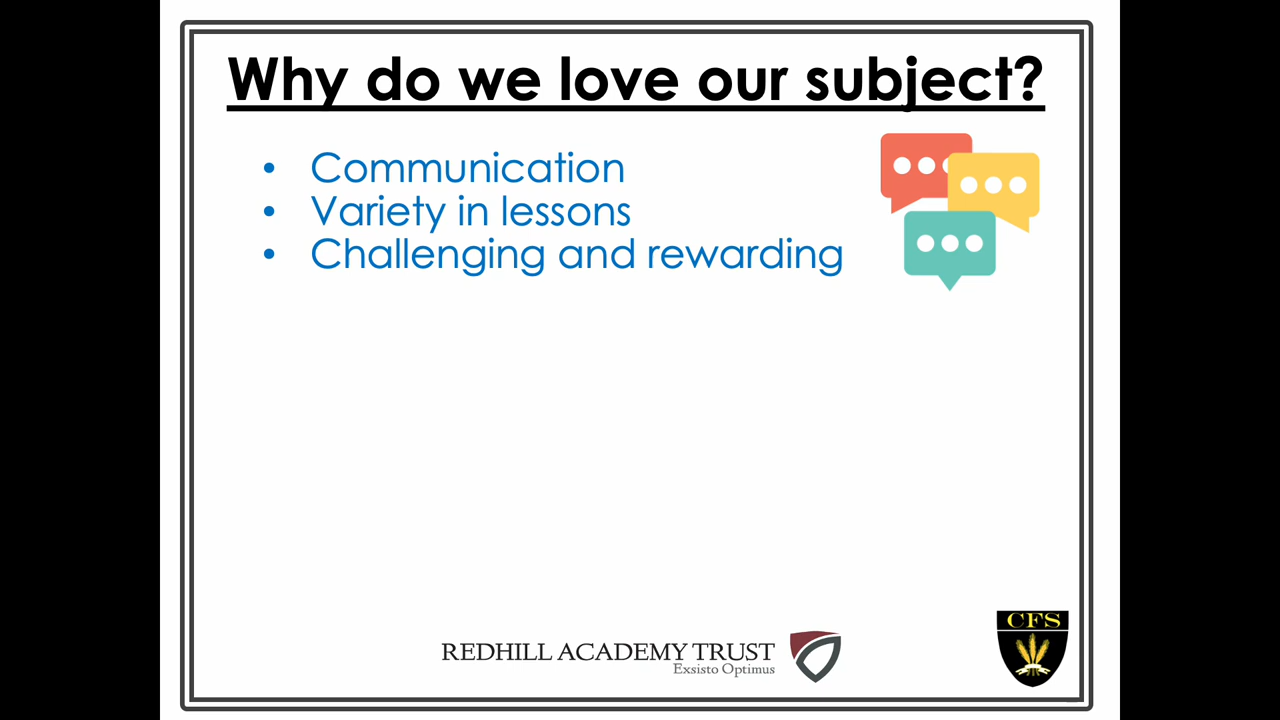 Why do we love our subject?
• Communication
• Variety in lessons
• Challenging and rewarding
REDHILL ACADEMY TRUST
Exsisto Optimus
CFS